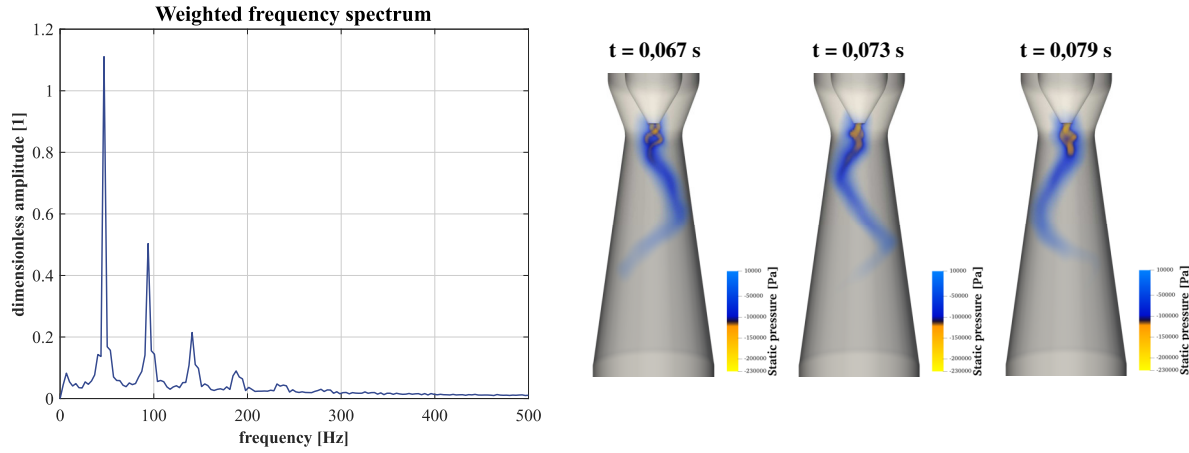 Weighted frequency spectrum
1.2
1
0.8
0.6
0.4
0.2
0
dimensionless amplitude [1]
0 100 200 300 400 500
frequency [Hz]
t = 0,067 s
10000
-50000
-100000
-150000
-200000
-230000
Static pressure [Pa]
t = 0,073 s
10000
-50000
-100000
-150000
-200000
-230000
Static pressure [Pa]
t = 0,079 s
10000
-50000
-100000
-150000
-200000
-230000
Static pressure [Pa]